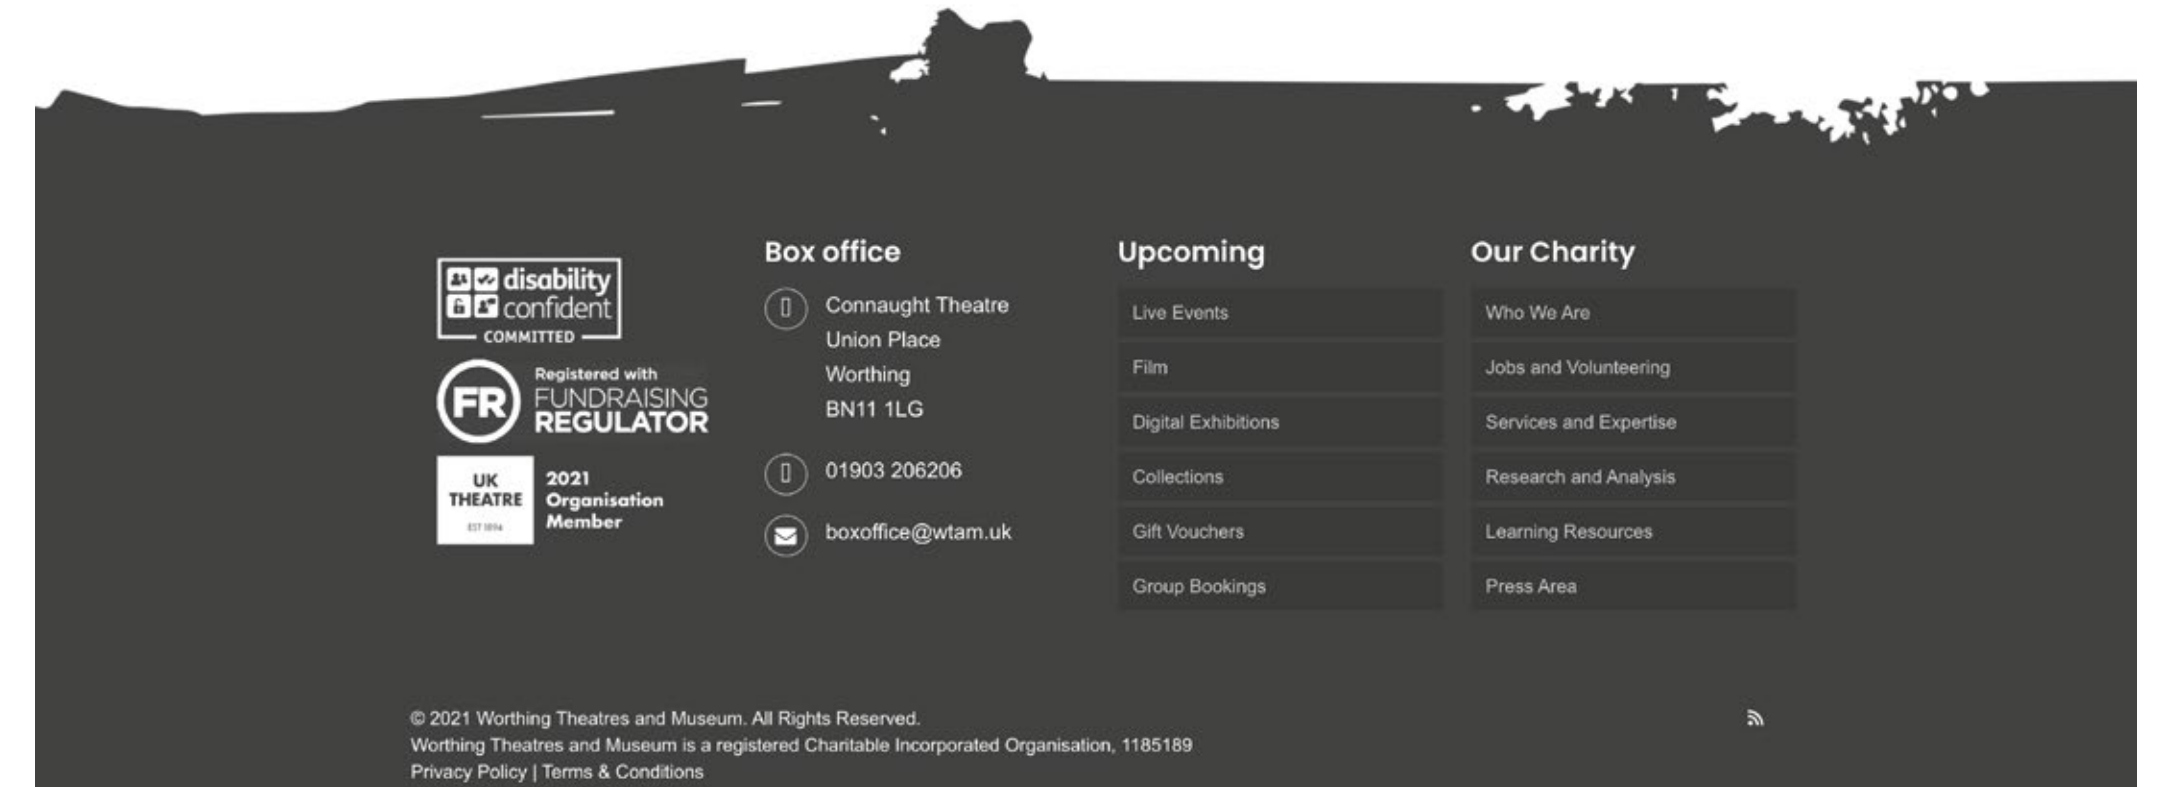 disability
confident
COMMITTED
FR
Registered with
FUNDRAISING
REGULATOR
UK
THEATRE
EST 1894
2021
Organisation
Member
Box office
Connaught Theatre
Union Place
Worthing
BN11 1LG
01903 206206
boxoffice@wtam.uk
Upcoming
Live Events
Film
Digital Exhibitions
Collections
Gift Vouchers
Group Bookings
Our Charity
Who We Are
Jobs and Volunteering
Services and Expertise
Research and Analysis
Learning Resources
Press Area
© 2021 Worthing Theatres and Museum. All Rights Reserved.
Worthing Theatres and Museum is a registered Charitable Incorporated Organisation, 1185189
Privacy Policy | Terms & Conditions